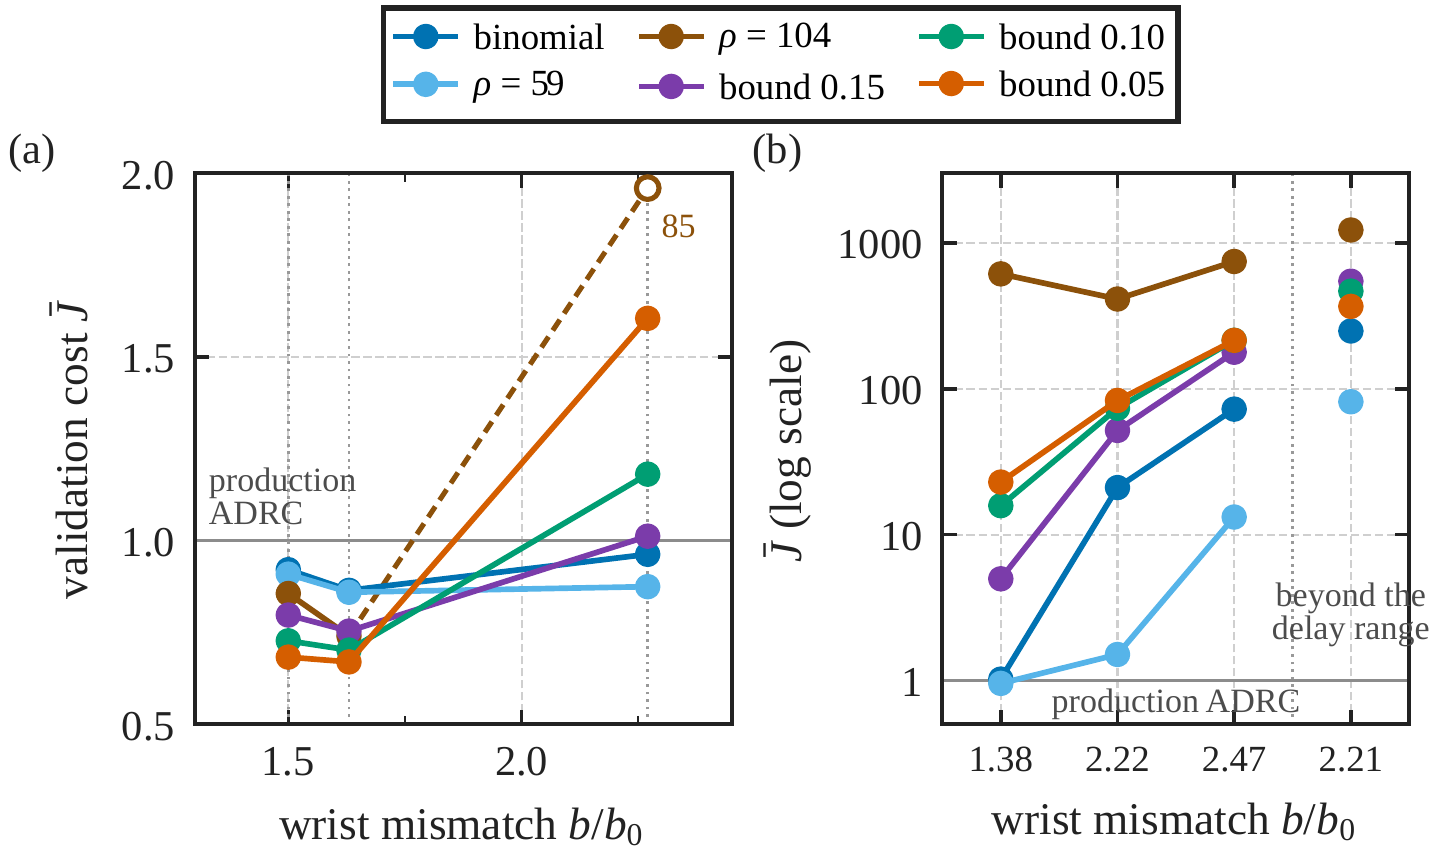 binomial
ρ = 59
ρ = 104
bound 0.15
bound 0.10
bound 0.05
(a)
2.0
1.5
1.0
0.5
validation cost J̄
production
ADRC
85
1.5
2.0
wrist mismatch b/b₀
(b)
1000
100
10
1
J̄ (log scale)
beyond the
delay range
production ADRC
1.38
2.22
2.47
2.21
wrist mismatch b/b₀